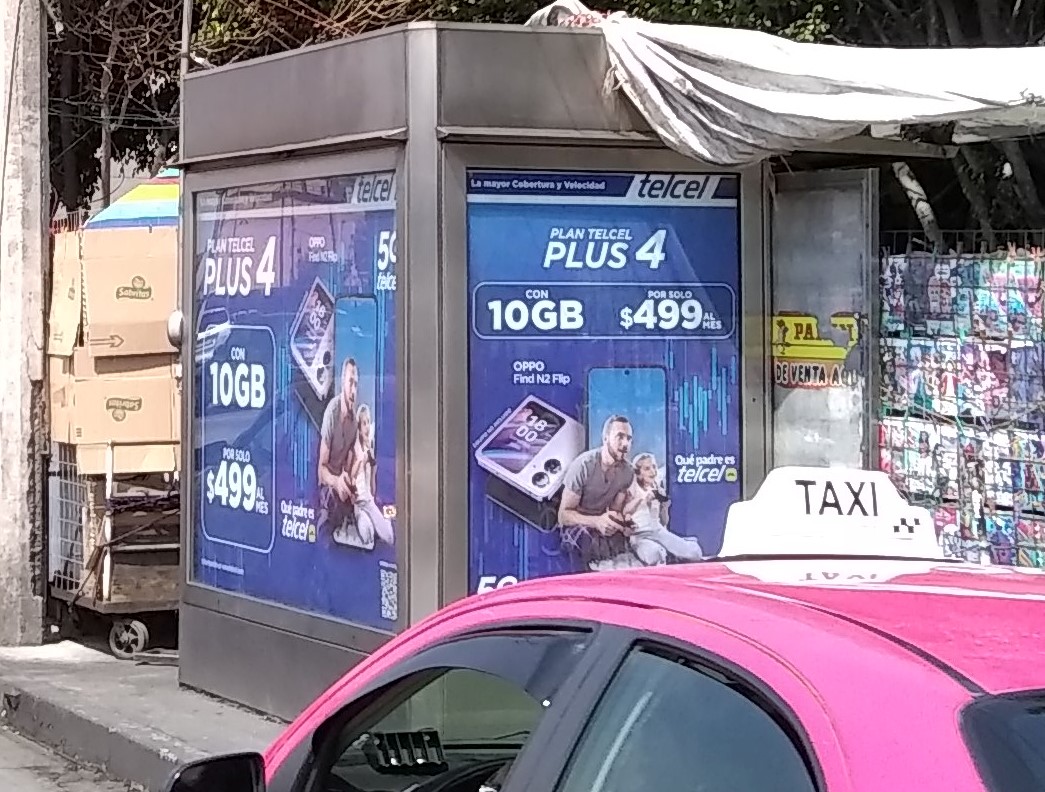 Sabritas
Sabritas
telcel
PLAN TELCEL
PLUS 4
OPPO
Find N2 Flip
5G
telcel
CON
10GB
POR SOLO
$499 AL MES
Qué padre es
telcel
La mayor Cobertura y Velocidad
telcel
PLAN TELCEL
PLUS 4
CON
10GB
POR SOLO
$499 AL MES
OPPO
Find N2 Flip
18
00
Qué padre es
telcel
5G
DE VENTA
TAXI